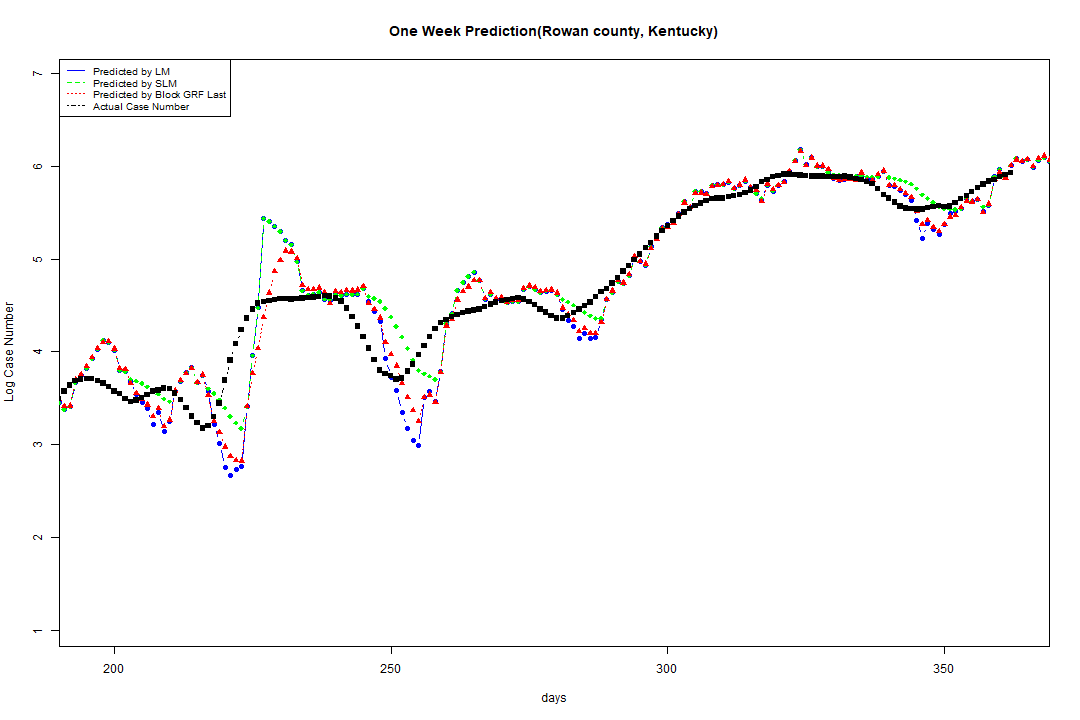 One Week Prediction(Rowan county, Kentucky)
Predicted by LM
Predicted by SLM
Predicted by Block GRF Last
Actual Case Number
7
6
5
4
3
2
1
Log Case Number
200
250
300
350
days